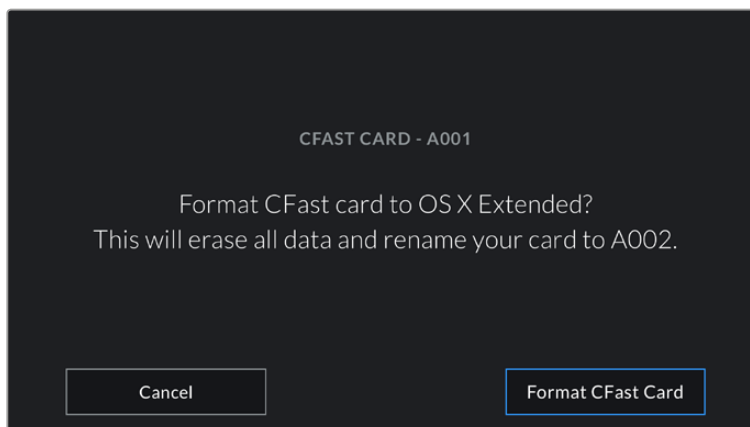 CFAST CARD - A001
Format CFast card to OS X Extended?
This will erase all data and rename your card to A002.
Cancel
Format CFast Card